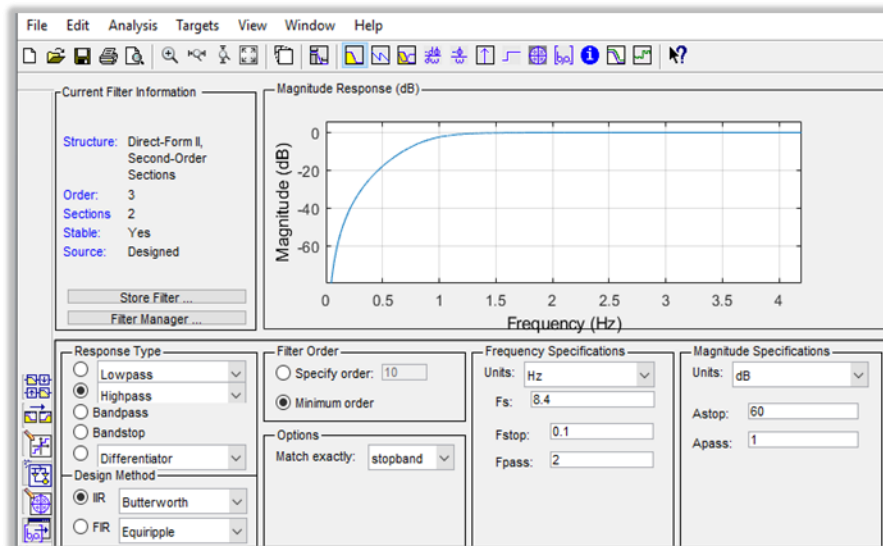 File Edit Analysis Targets View Window Help
Current Filter Information
Structure: Direct-Form II,
Second-Order
Sections
Order: 3
Sections 2
Stable: Yes
Source: Designed
Store Filter ...
Filter Manager ...
Magnitude Response (dB)
Magnitude (dB)
0
-20
-40
-60
0 0.5 1 1.5 2 2.5 3 3.5 4
Frequency (Hz)
Response Type
Lowpass
Highpass
Bandpass
Bandstop
Differentiator
Design Method
IIR Butterworth
FIR Equiripple
Filter Order
Specify order: 10
Minimum order
Options
Match exactly: stopband
Frequency Specifications
Units: Hz
Fs: 8.4
Fstop: 0.1
Fpass: 2
Magnitude Specifications
Units: dB
Astop: 60
Apass: 1